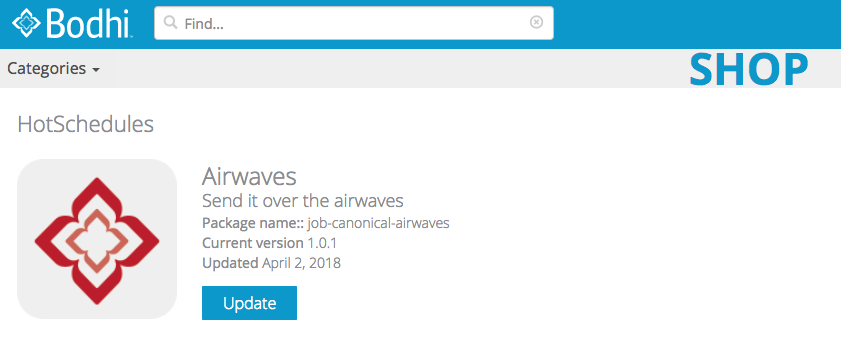 Bodhi
Find...
Categories
SHOP
HotSchedules
Airwaves
Send it over the airwaves
Package name:: job-canonical-airwaves
Current version 1.0.1
Updated April 2, 2018
Update